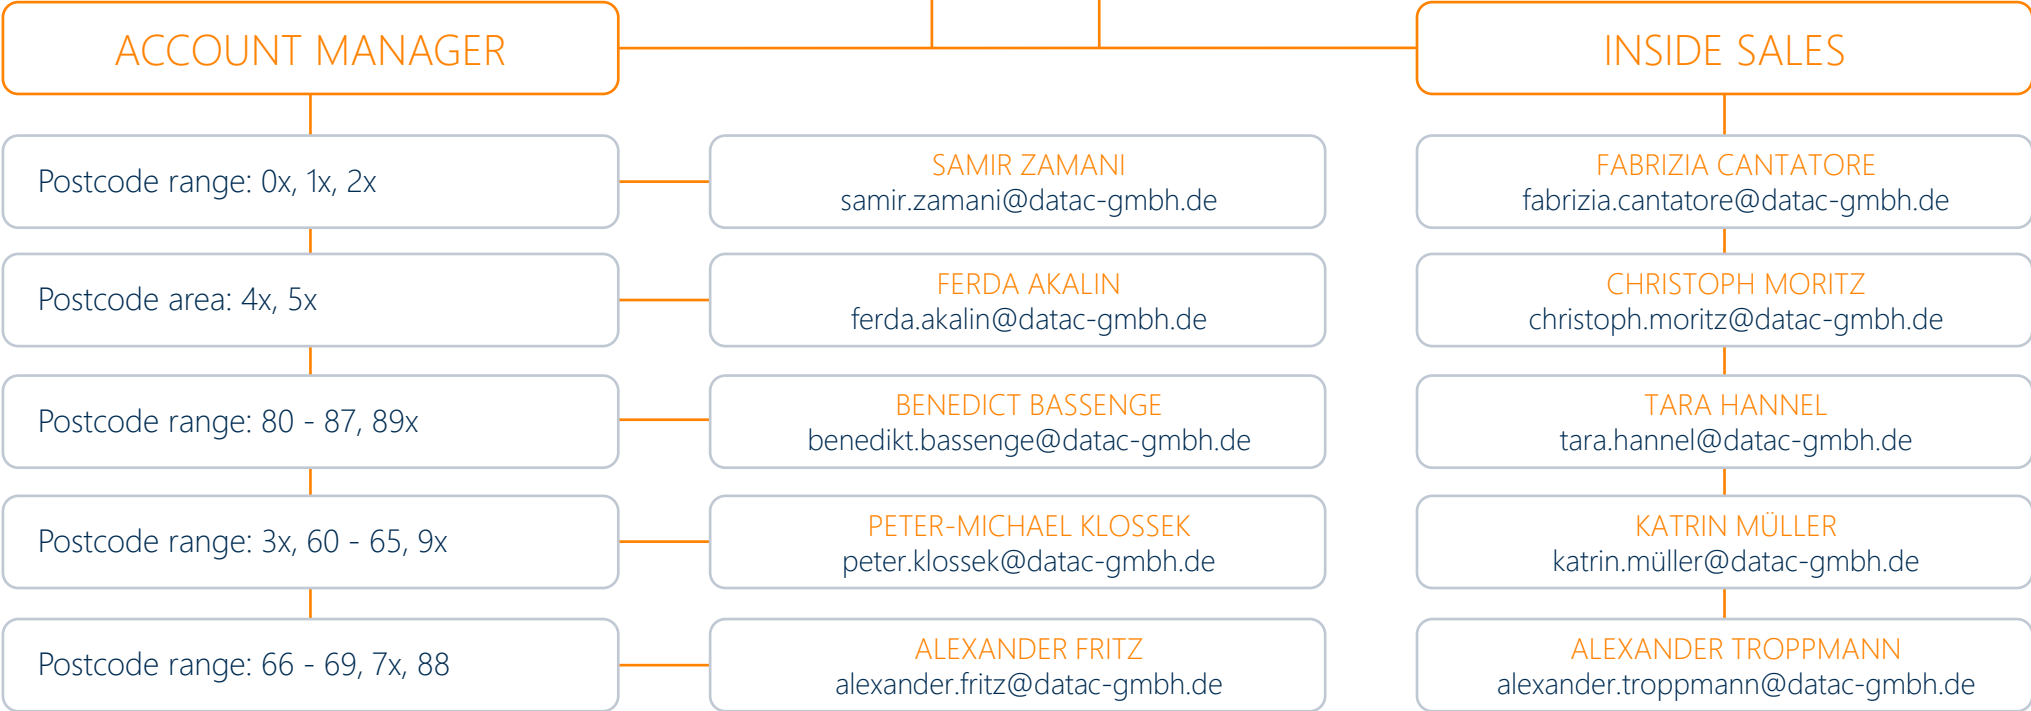 ACCOUNT MANAGER
INSIDE SALES
Postcode range: 0x, 1x, 2x
SAMIR ZAMANI
samir.zamani@datac-gmbh.de
FABRIZIA CANTATORE
fabrizia.cantatore@datac-gmbh.de
Postcode area: 4x, 5x
FERDA AKALIN
ferda.akalin@datac-gmbh.de
CHRISTOPH MORITZ
christoph.moritz@datac-gmbh.de
Postcode range: 80 - 87, 89x
BENEDICT BASSENGE
benedikt.bassenge@datac-gmbh.de
TARA HANNEL
tara.hannel@datac-gmbh.de
Postcode range: 3x, 60 - 65, 9x
PETER-MICHAEL KLOSSEK
peter.klossek@datac-gmbh.de
KATRIN MÜLLER
katrin.müller@datac-gmbh.de
Postcode range: 66 - 69, 7x, 88
ALEXANDER FRITZ
alexander.fritz@datac-gmbh.de
ALEXANDER TROPPMANN
alexander.troppmann@datac-gmbh.de